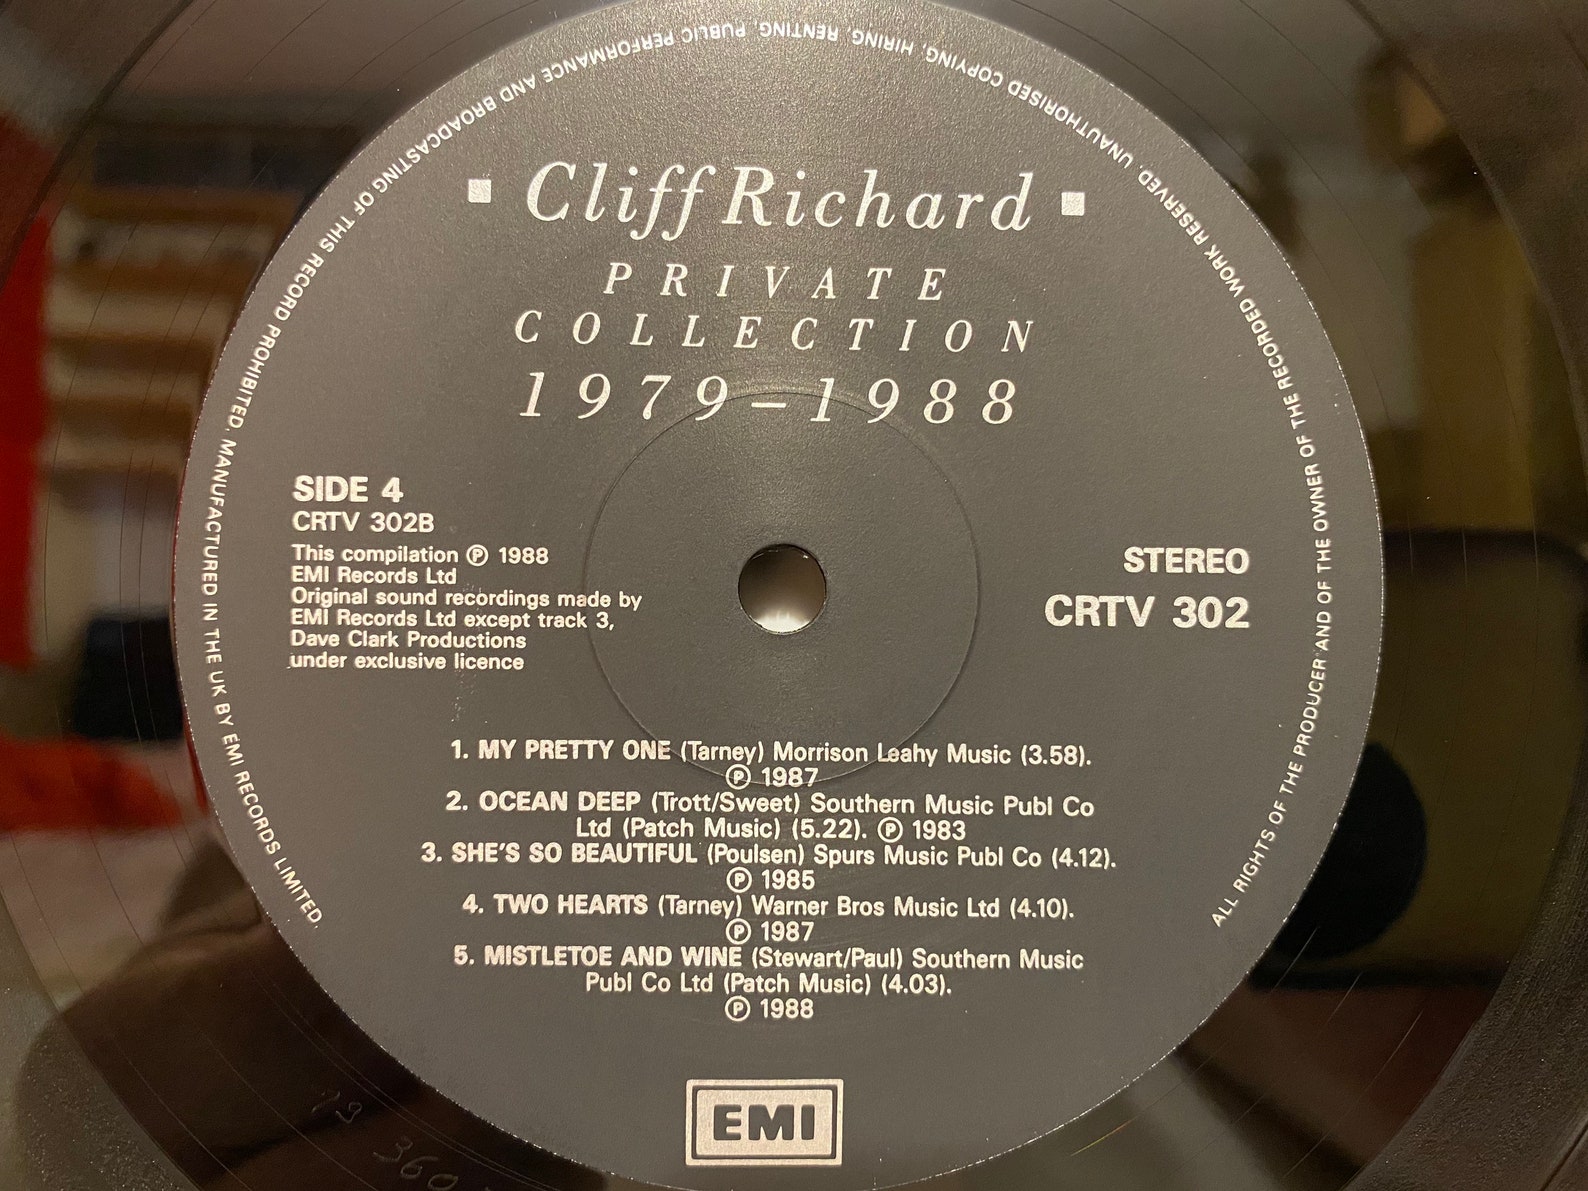 Cliff Richard
PRIVATE
COLLECTION
1979–1988
SIDE 4
CRTV 302B
This compilation ℗ 1988
EMI Records Ltd
Original sound recordings made by
EMI Records Ltd except track 3,
Dave Clark Productions
under exclusive licence
STEREO
CRTV 302
1. MY PRETTY ONE (Tarney) Morrison Leahy Music (3.58).
℗ 1987
2. OCEAN DEEP (Trott/Sweet) Southern Music Publ Co
Ltd (Patch Music) (5.22). ℗ 1983
3. SHE'S SO BEAUTIFUL (Poulsen) Spurs Music Publ Co (4.12).
℗ 1985
4. TWO HEARTS (Tarney) Warner Bros Music Ltd (4.10).
℗ 1987
5. MISTLETOE AND WINE (Stewart/Paul) Southern Music
Publ Co Ltd (Patch Music) (4.03).
℗ 1988
EMI
ALL RIGHTS OF THE PRODUCER AND OF THE OWNER OF THE RECORDED WORK RESERVED. UNAUTHORISED COPYING, HIRING, RENTING, PUBLIC PERFORMANCE AND BROADCASTING OF THIS RECORD PROHIBITED. MANUFACTURED IN THE UK BY EMI RECORDS LIMITED.